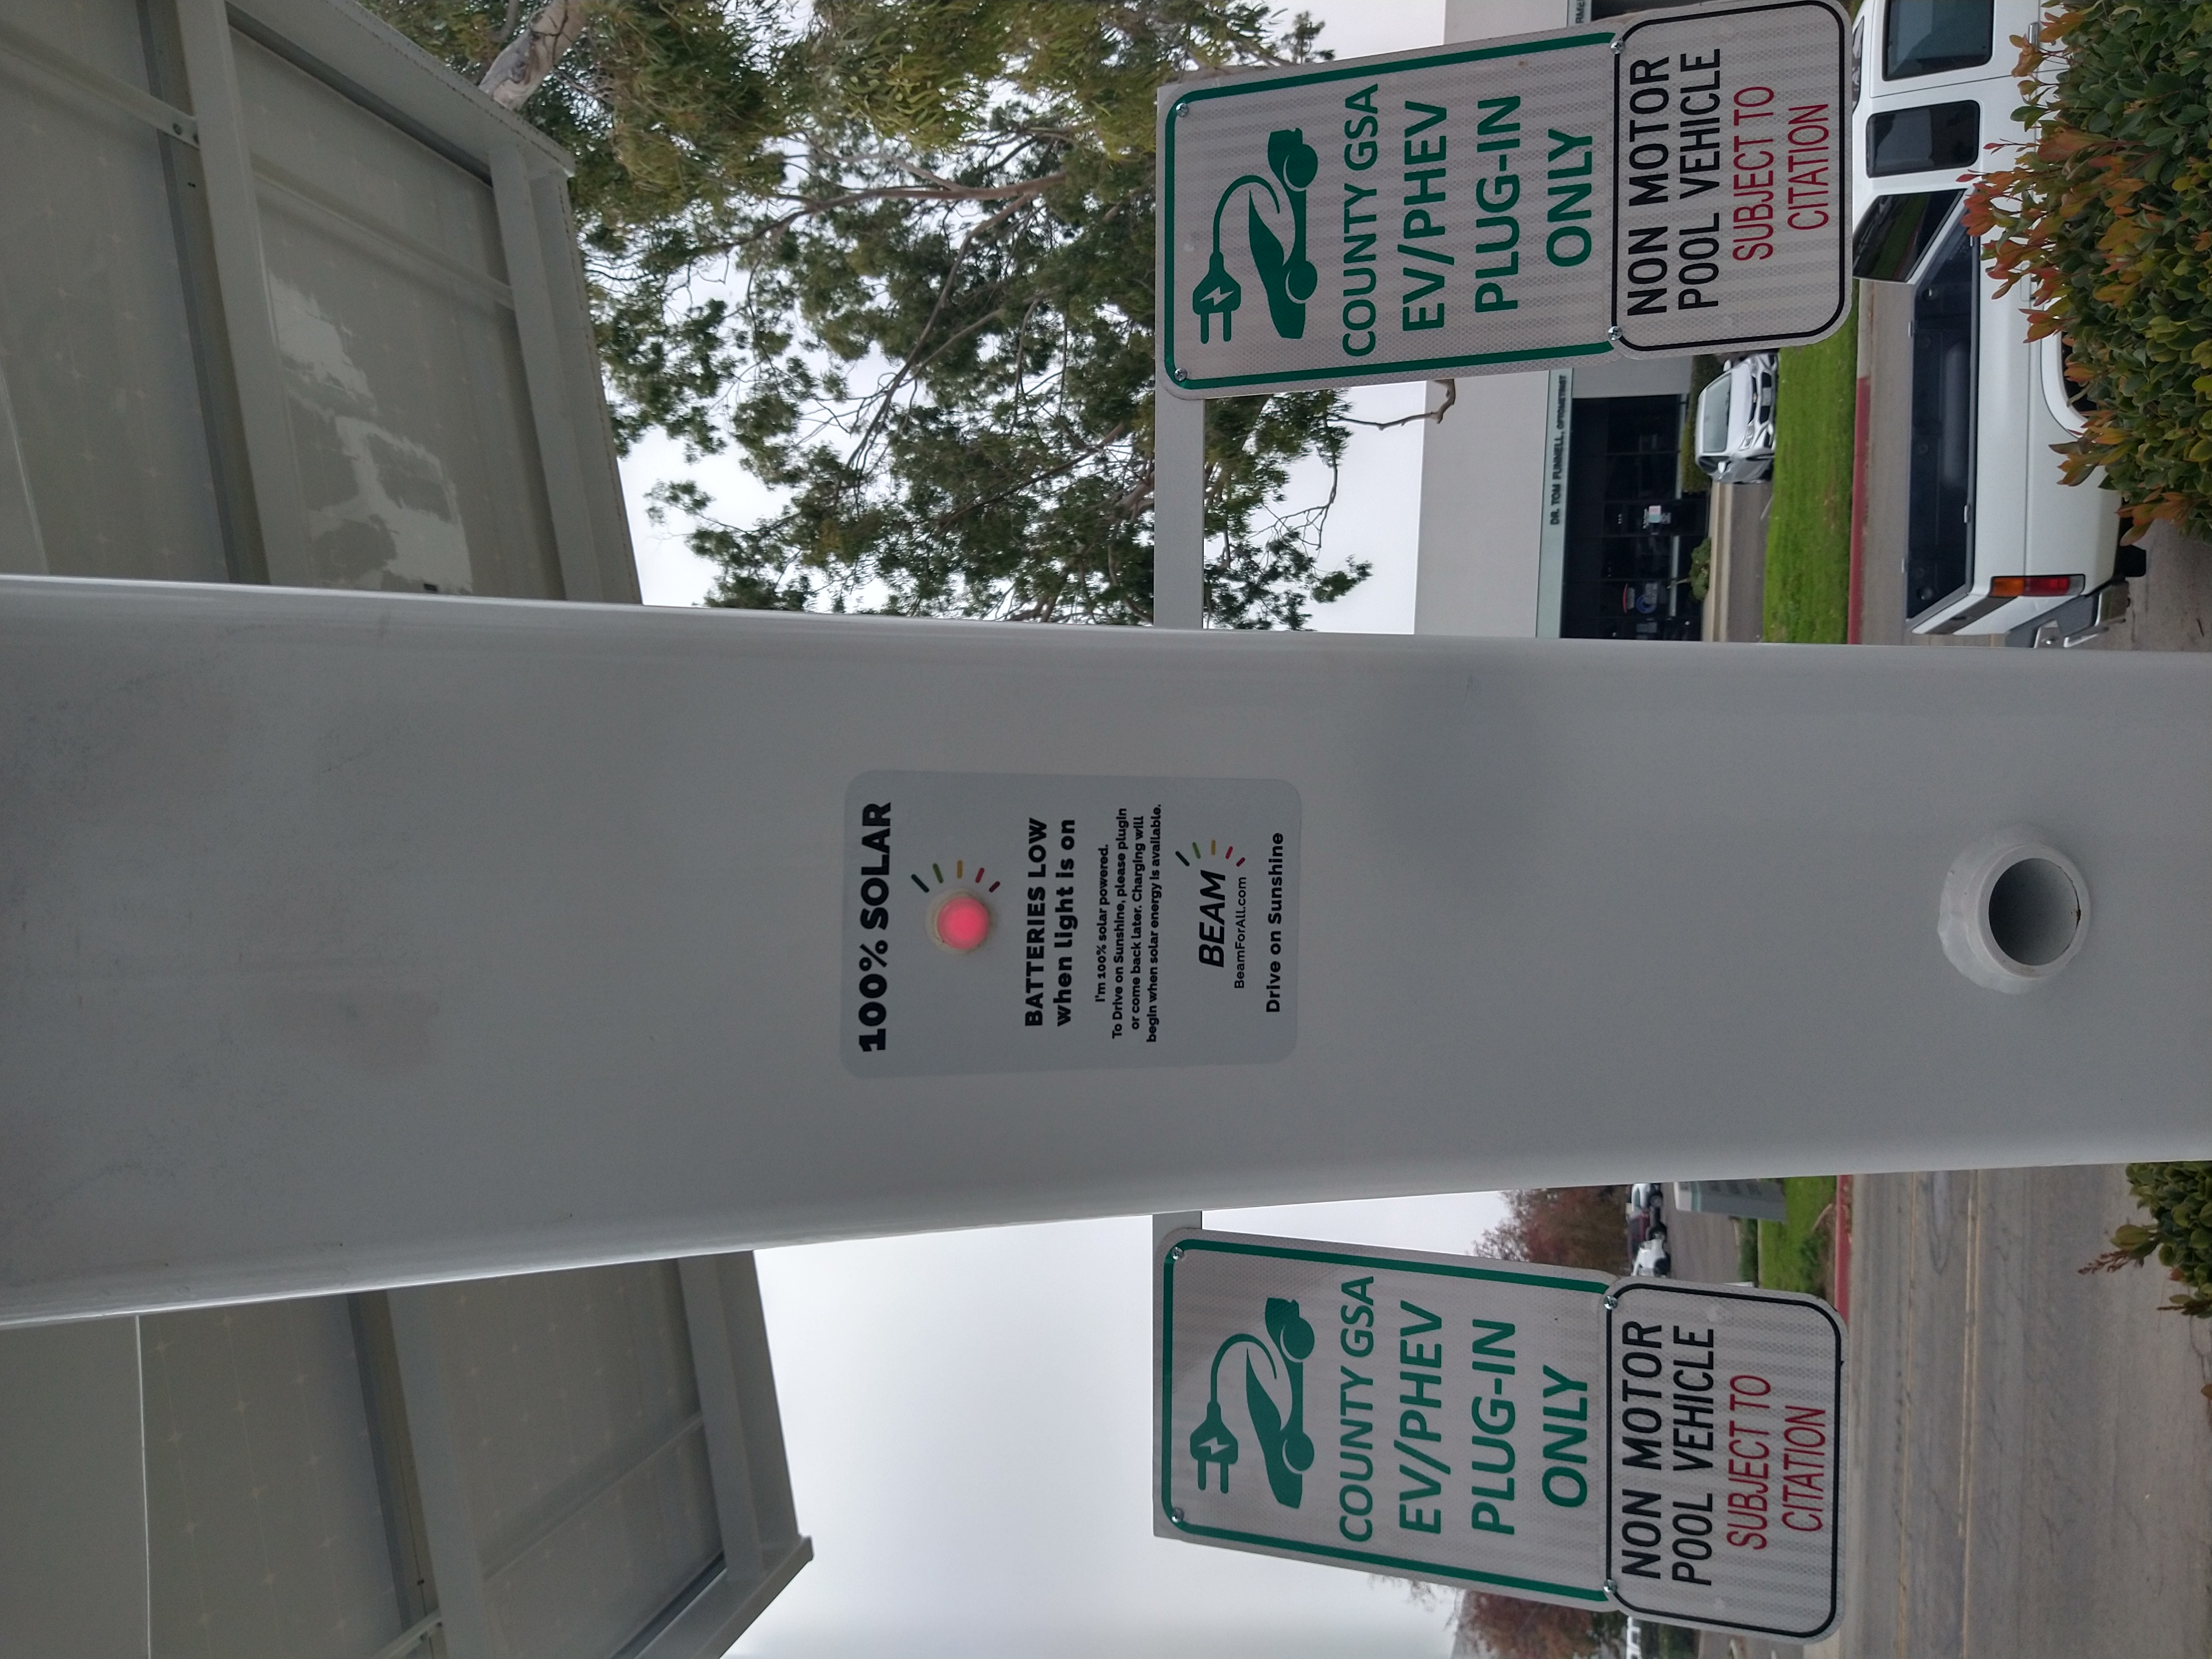 100% SOLAR
BATTERIES LOW
when light is on
I'm 100% solar powered.
To Drive on Sunshine, please plugin
or come back later. Charging will
begin when solar energy is available.
BEAM
BeamForAll.com
Drive on Sunshine
COUNTY GSA
EV/PHEV
PLUG-IN
ONLY
NON MOTOR
POOL VEHICLE
SUBJECT TO
CITATION
COUNTY GSA
EV/PHEV
PLUG-IN
ONLY
NON MOTOR
POOL VEHICLE
SUBJECT TO
CITATION
DR. TOM FUNNELL, OPTOMETRIST